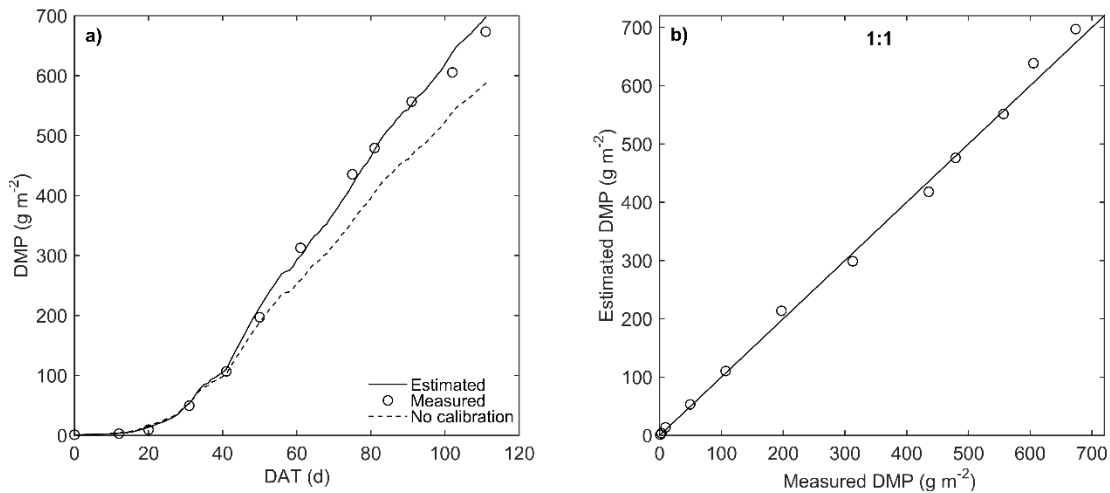 a)
700
600
500
400
300
200
100
0
DMP (g m⁻²)
Estimated
Measured
No calibration
0 20 40 60 80 100 120
DAT (d)
b)
1:1
700
600
500
400
300
200
100
0
Estimated DMP (g m⁻²)
0 100 200 300 400 500 600 700
Measured DMP (g m⁻²)